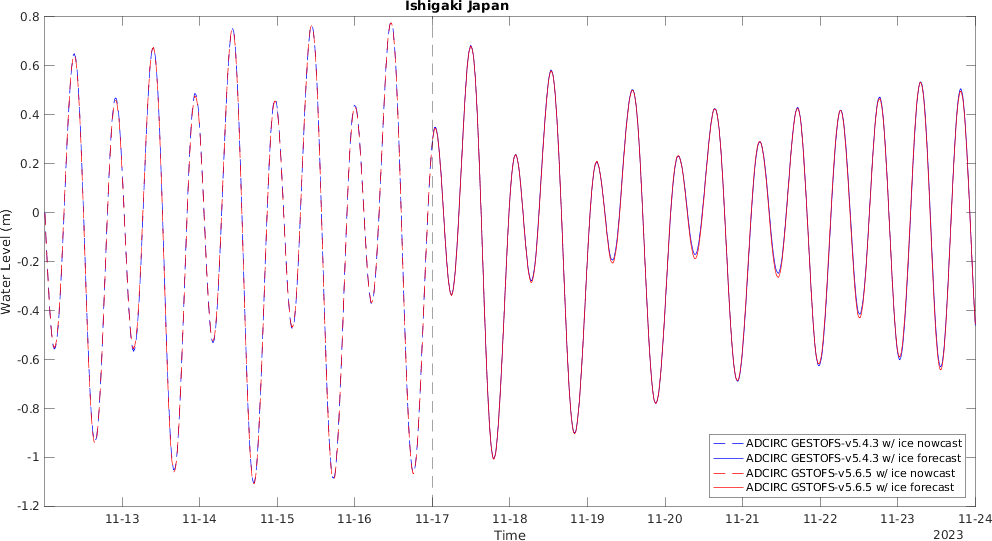 Ishigaki Japan
0.8
0.6
0.4
0.2
0
-0.2
-0.4
-0.6
-0.8
-1
-1.2
Water Level (m)
ADCIRC GESTOFS-v5.4.3 w/ ice nowcast
ADCIRC GESTOFS-v5.4.3 w/ ice forecast
ADCIRC GSTOFS-v5.6.5 w/ ice nowcast
ADCIRC GSTOFS-v5.6.5 w/ ice forecast
11-13 11-14 11-15 11-16 11-17 11-18 11-19 11-20 11-21 11-22 11-23 11-24
Time
2023